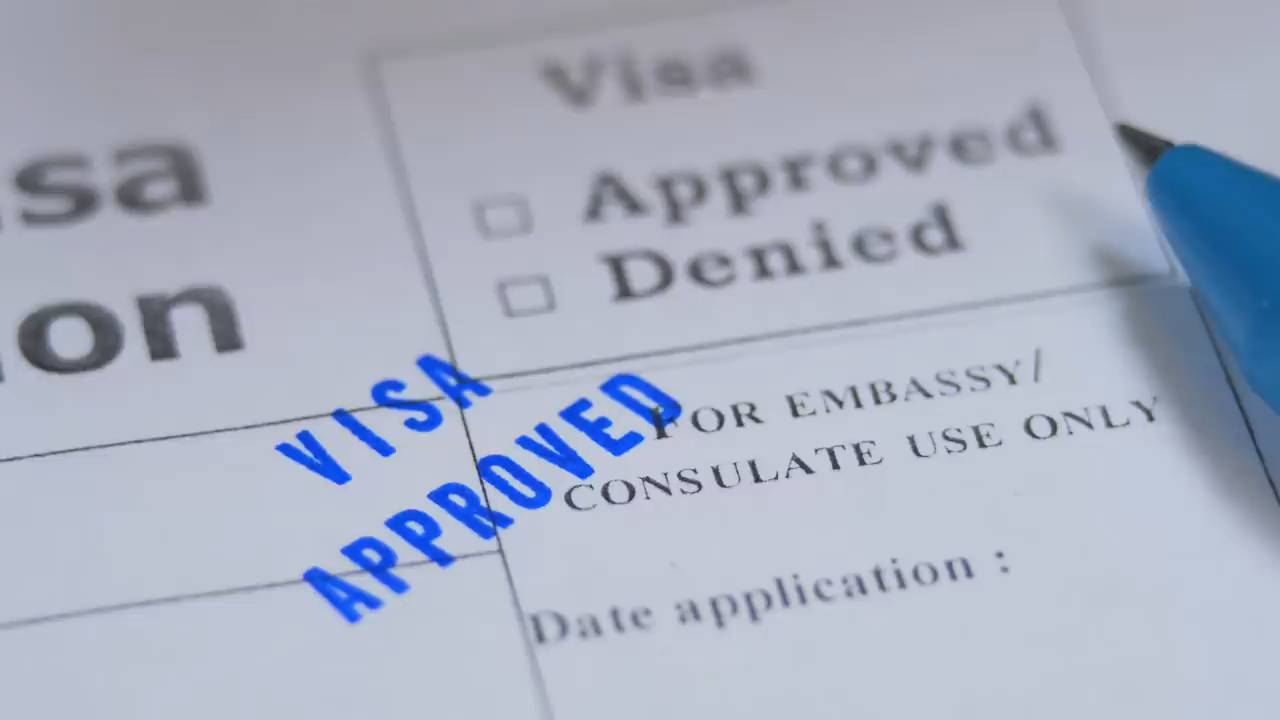 sa
on
Visa
☐ Approved
☐ Denied
VISA
APPROVED
FOR EMBASSY/
CONSULATE USE ONLY
Date application :